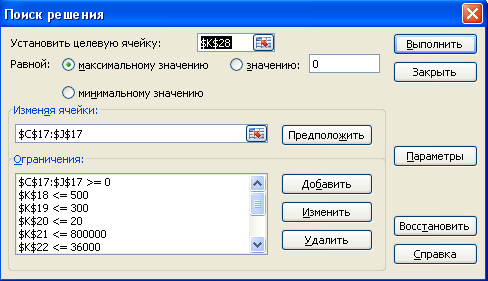 Поиск решения
Установить целевую ячейку: $K$28
Выполнить
Равной: максимальному значению значению: 0
Закрыть
минимальному значению
Изменяя ячейки:
$C$17:$J$17
Предположить
Ограничения:
Параметры
$C$17:$J$17 >= 0
$K$18 <= 500
$K$19 <= 300
$K$20 <= 20
$K$21 <= 800000
$K$22 <= 36000
Добавить
Изменить
Удалить
Восстановить
Справка